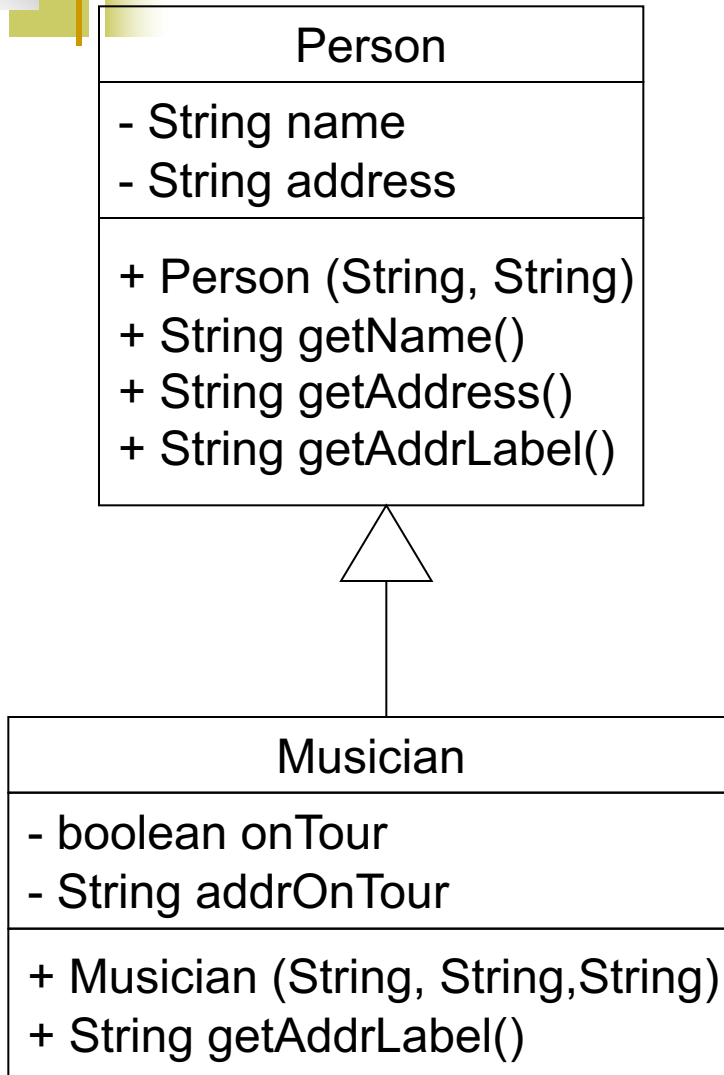 Person
- String name
- String address
+ Person (String, String)
+ String getName()
+ String getAddress()
+ String getAddrLabel()
Musician
- boolean onTour
- String addrOnTour
+ Musician (String, String,String)
+ String getAddrLabel()